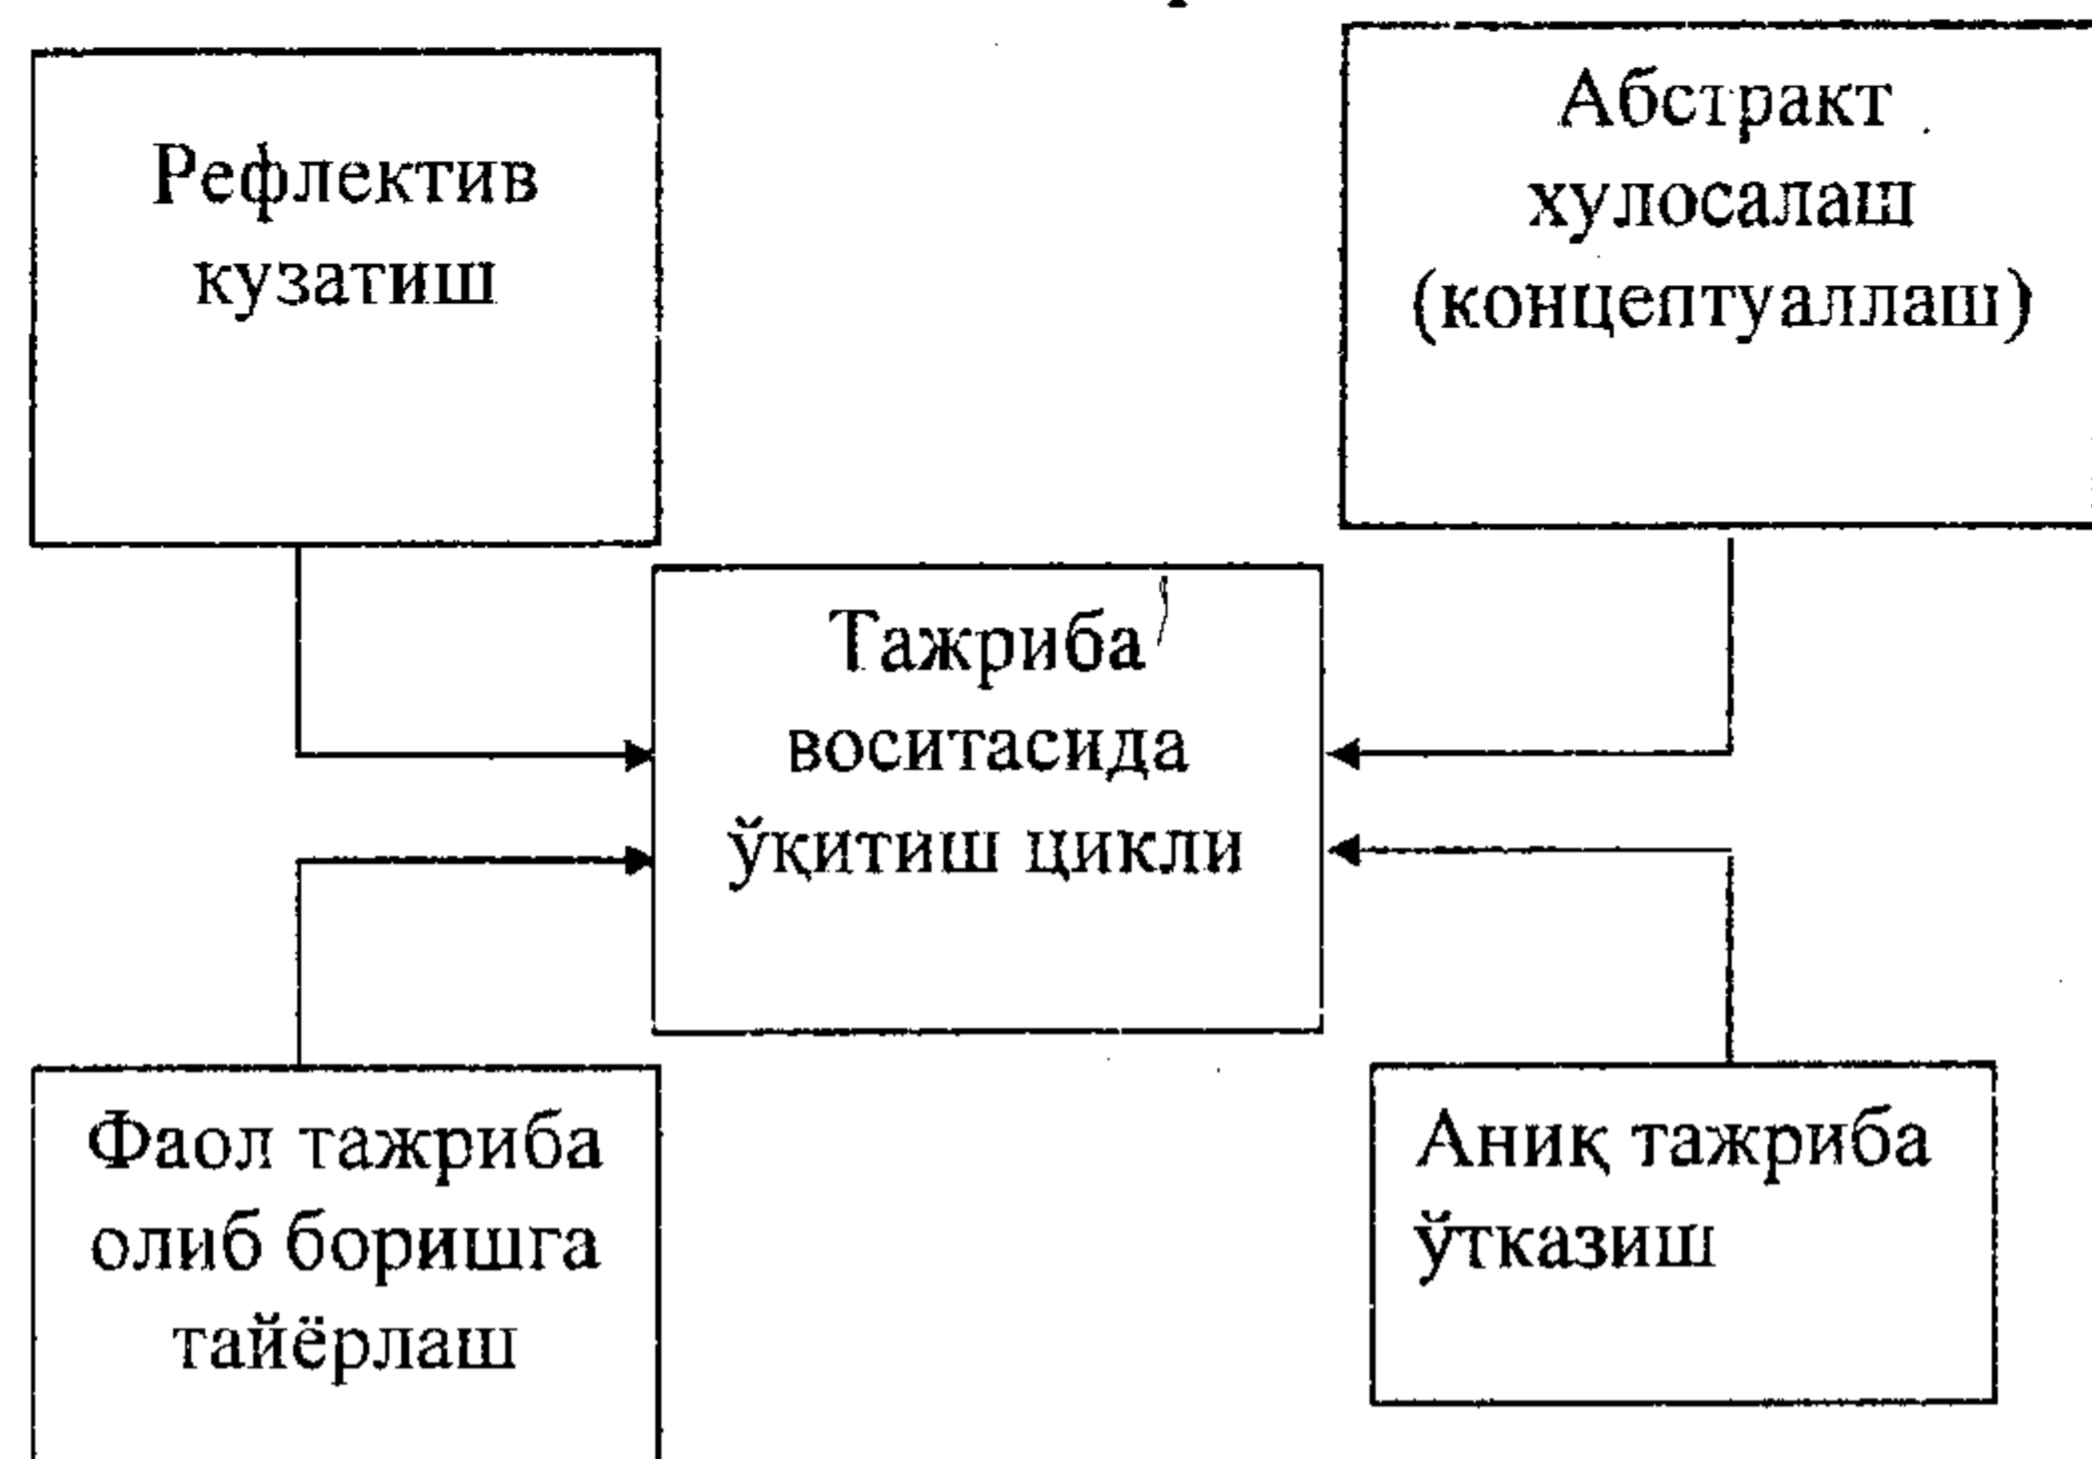 Рефлектив
кузатиш
Абстракт
хулосалаш
(концептуаллаш)
Тажриба
воситасида
ўқитиш цикли
Фаол тажриба
олиб боришга
тайёрлаш
Аниқ тажриба
ўтказиш